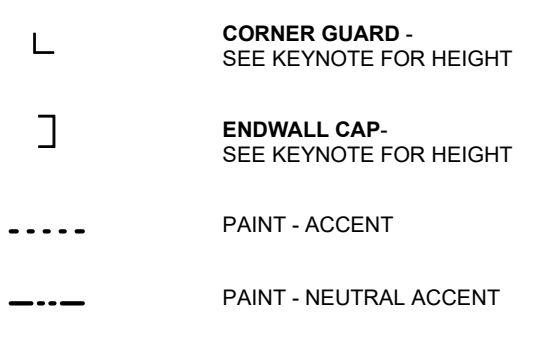 CORNER GUARD -
SEE KEYNOTE FOR HEIGHT
ENDWALL CAP-
SEE KEYNOTE FOR HEIGHT
PAINT - ACCENT
PAINT - NEUTRAL ACCENT